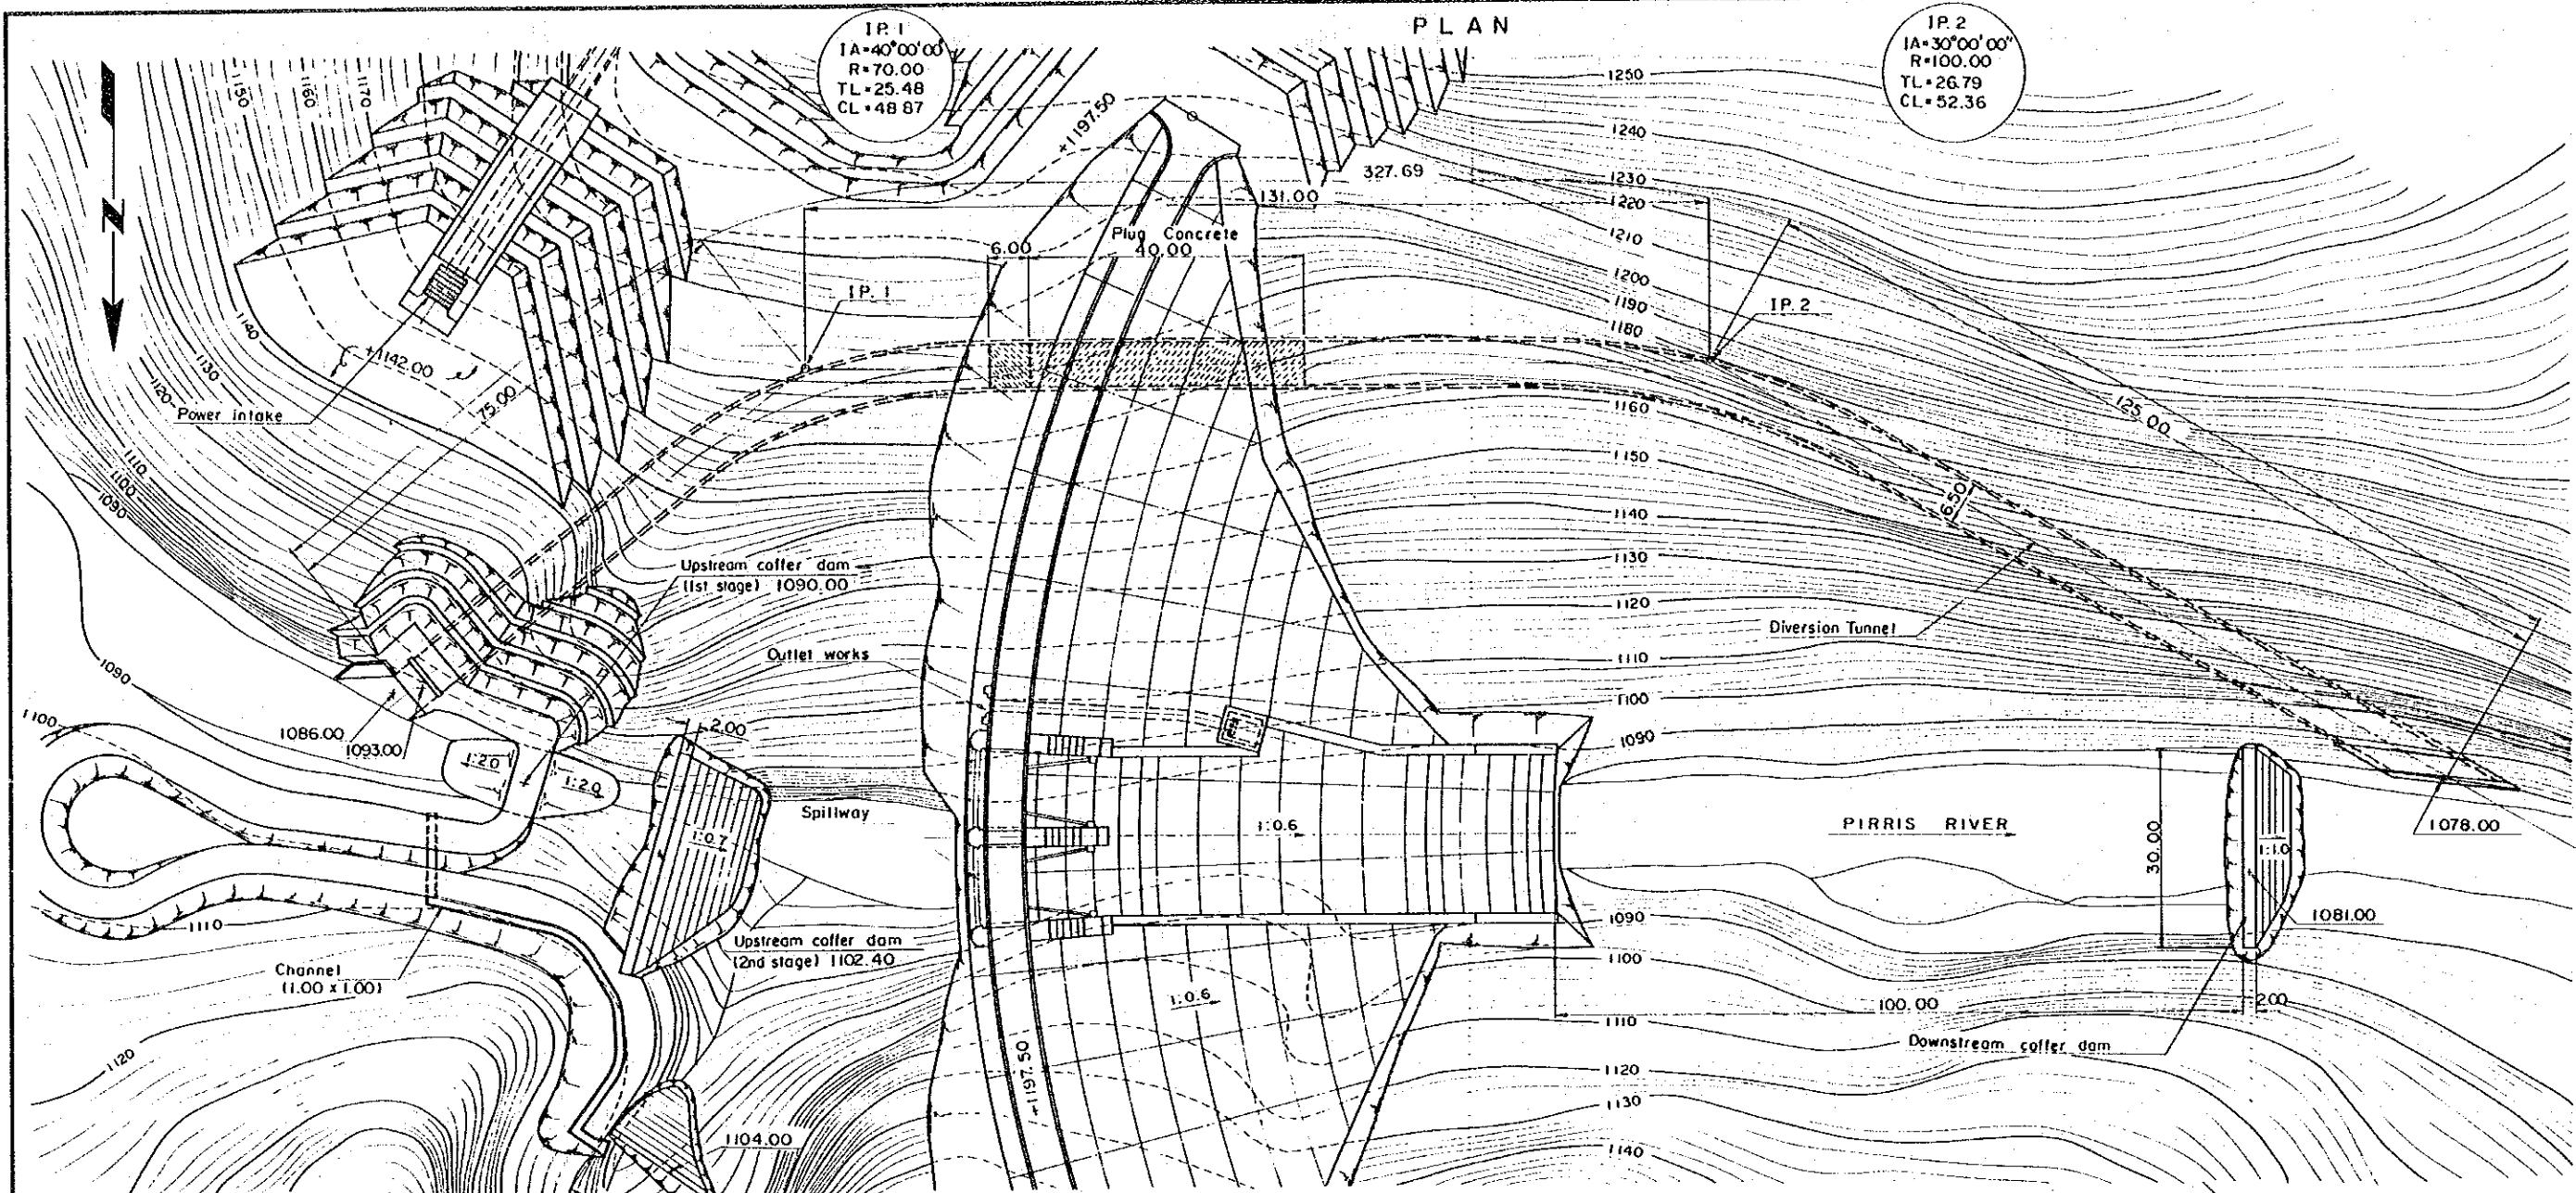 PLAN
I P. 1
IA=40°00'00"
R=70.00
TL=25.48
CL=48.87
I P. 2
IA=30°00'00"
R=100.00
TL=26.79
CL=52.36
N
1150
1160
1170
+1197.50
1250
1240
1230
1220
1210
1200
1190
1180
1160
1150
1140
1130
1120
1110
1100
1090
327.69
131.00
Plug Concrete
6.00
40.00
I P. 1
I P. 2
1140
1130
1120
+1142.00
75.00
Power intake
125.00
6.50
1110
1100
1090
Upstream coffer dam
(1st stage) 1090.00
Diversion Tunnel
Outlet works
1090
1100
1086.00
1093.00
1:2.0
1:2.0
2.00
Spillway
1:0.7
1:0.6
PIRRIS RIVER
30.00
1:1.0
1078.00
1081.00
1110
Channel
(1.00 x 1.00)
Upstream coffer dam
(2nd stage) 1102.40
1:0.6
1090
1100
100.00
2.00
1110
Downstream coffer dam
1120
1120
1130
1140
+1197.50
1104.00